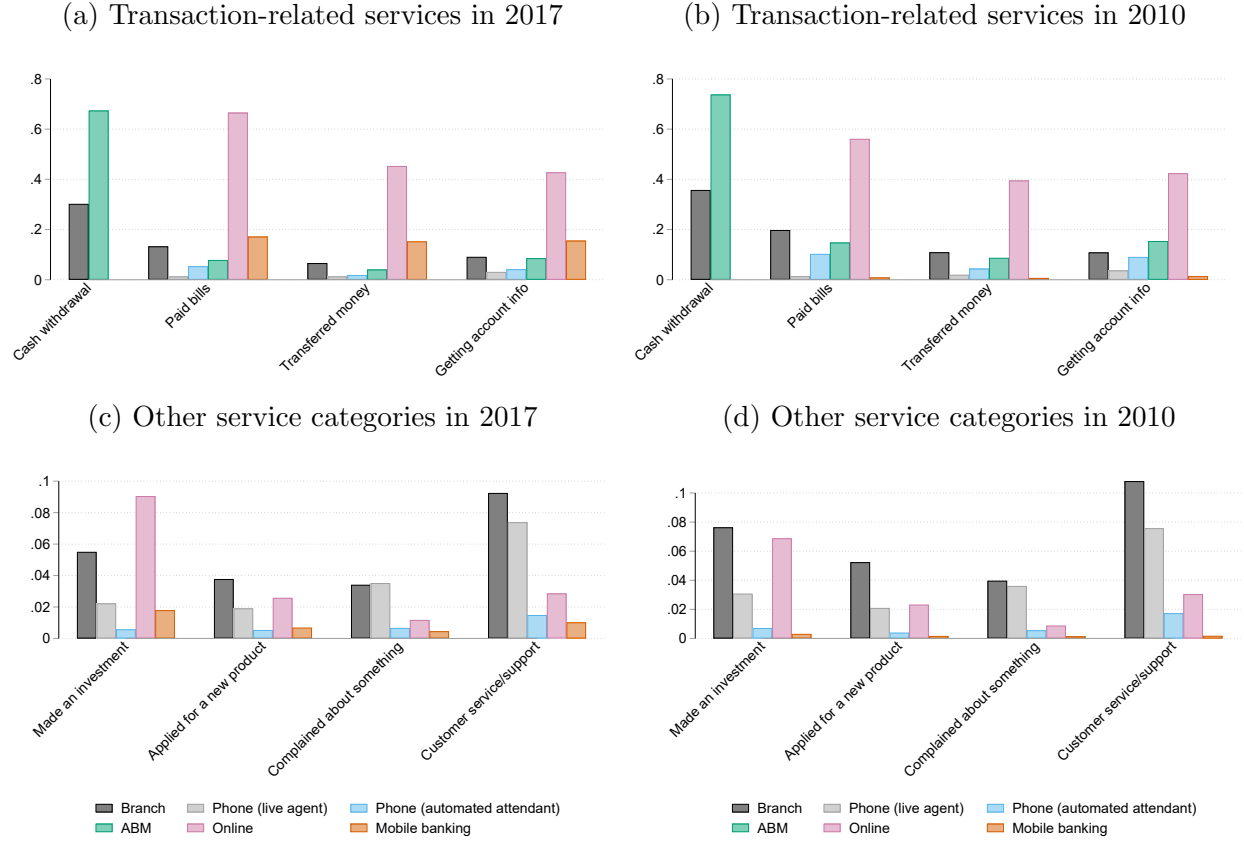 (a) Transaction-related services in 2017
.8
.6
.4
.2
0
Cash withdrawal
Paid bills
Transferred money
Getting account info
(b) Transaction-related services in 2010
.8
.6
.4
.2
0
Cash withdrawal
Paid bills
Transferred money
Getting account info
(c) Other service categories in 2017
.1
.08
.06
.04
.02
0
Made an investment
Applied for a new product
Complained about something
Customer service/support
(d) Other service categories in 2010
.1
.08
.06
.04
.02
0
Made an investment
Applied for a new product
Complained about something
Customer service/support
Branch
Phone (live agent)
Phone (automated attendant)
ABM
Online
Mobile banking
Branch
Phone (live agent)
Phone (automated attendant)
ABM
Online
Mobile banking